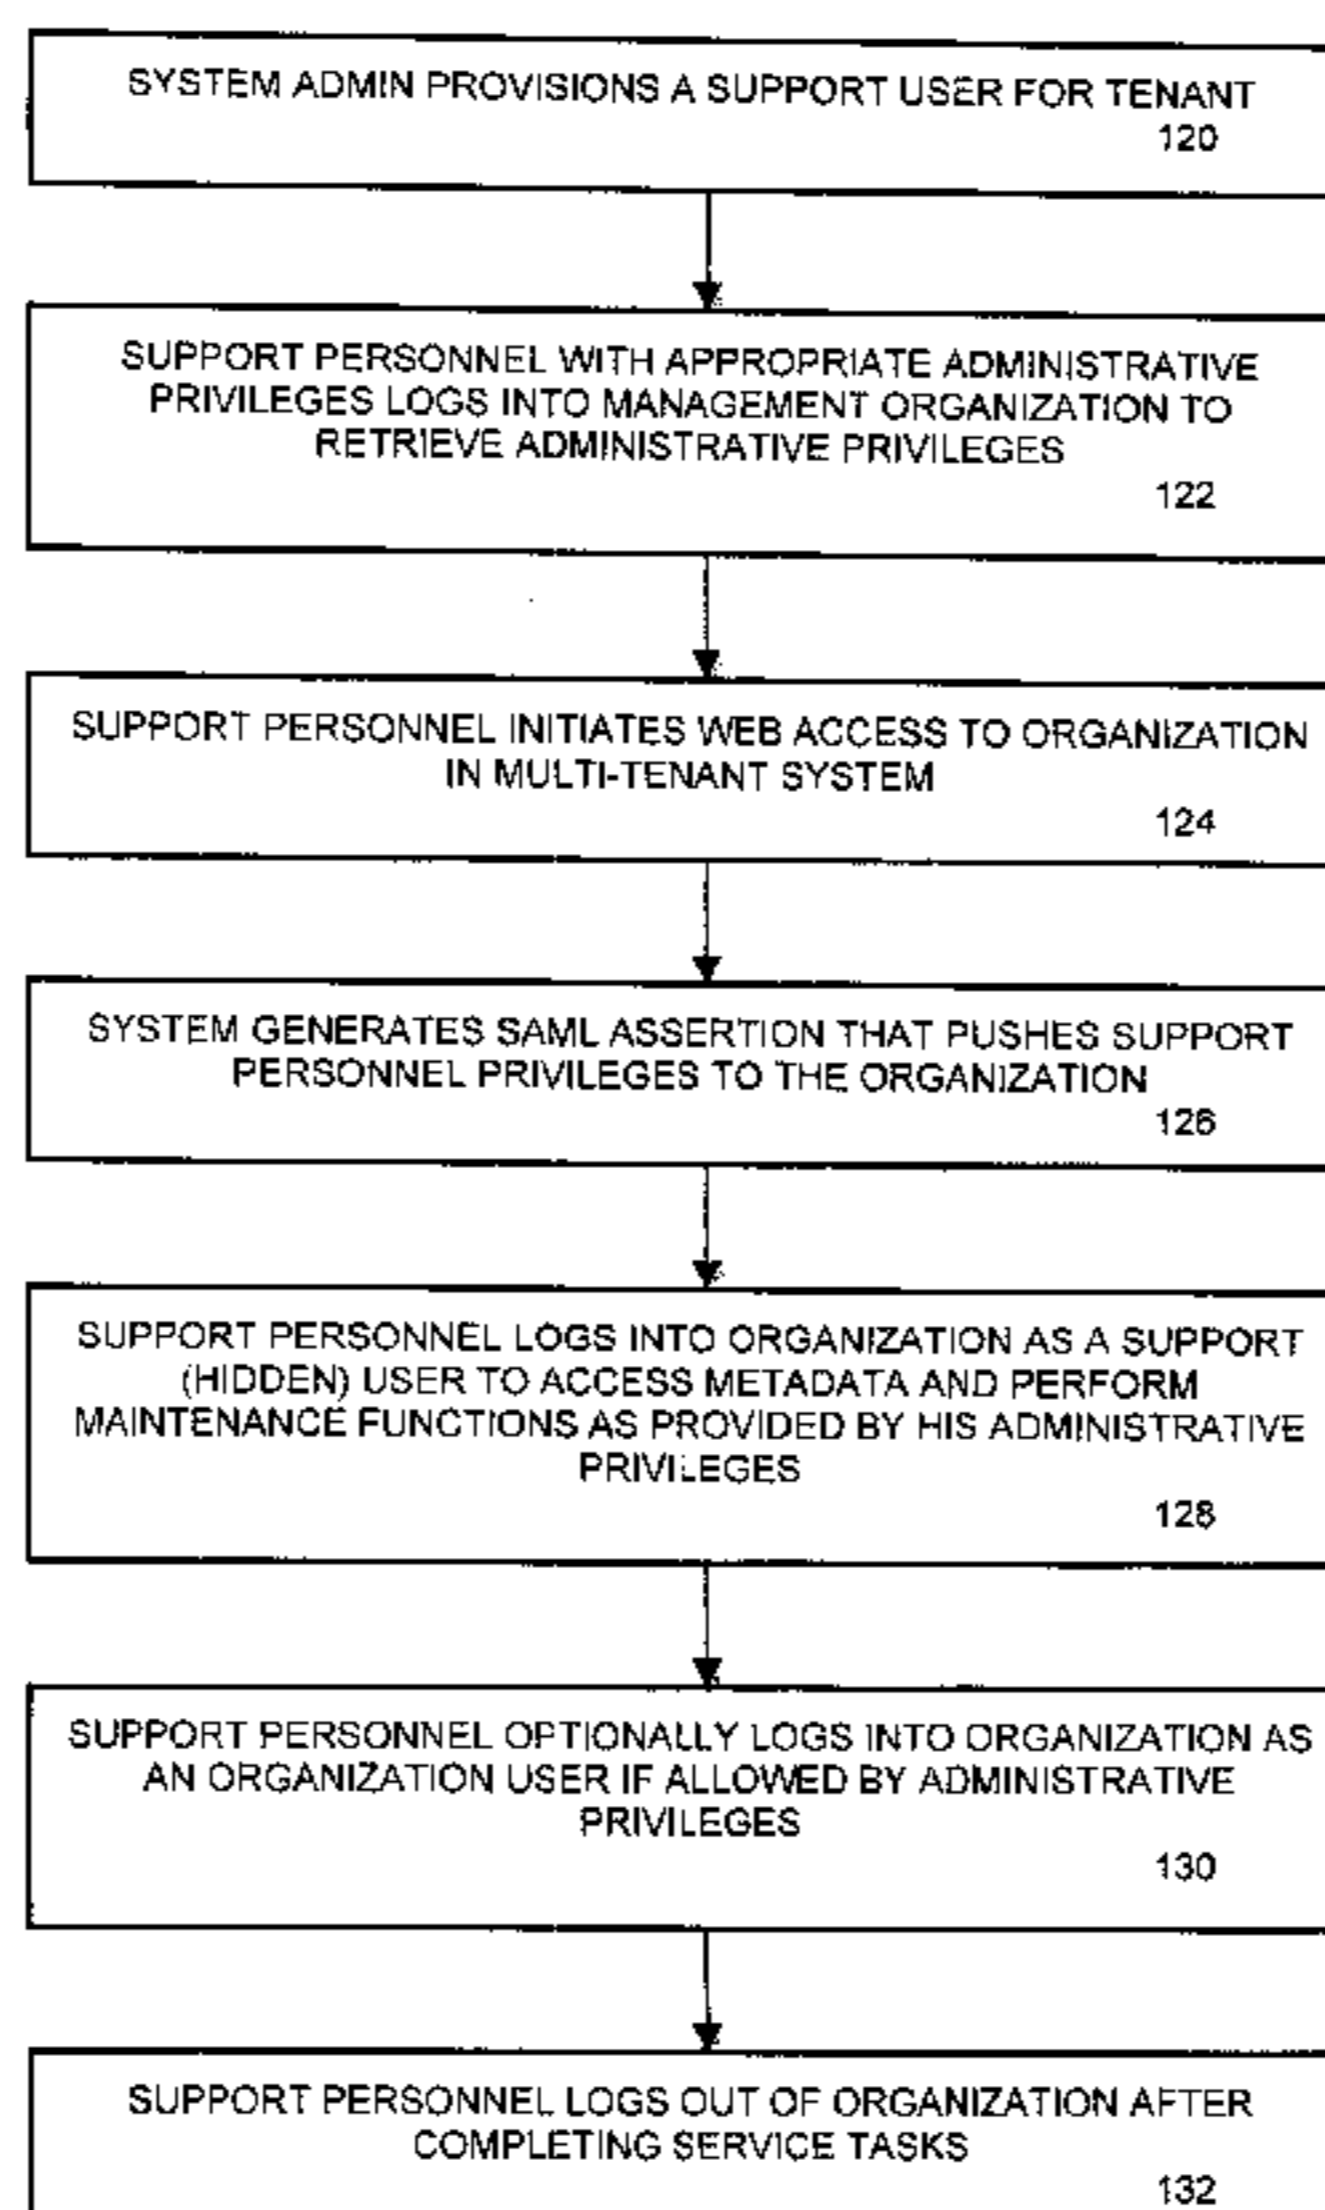 SYSTEM ADMIN PROVISIONS A SUPPORT USER FOR TENANT
120
SUPPORT PERSONNEL WITH APPROPRIATE ADMINISTRATIVE
PRIVILEGES LOGS INTO MANAGEMENT ORGANIZATION TO
RETRIEVE ADMINISTRATIVE PRIVILEGES
122
SUPPORT PERSONNEL INITIATES WEB ACCESS TO ORGANIZATION
IN MULTI-TENANT SYSTEM
124
SYSTEM GENERATES SAML ASSERTION THAT PUSHES SUPPORT
PERSONNEL PRIVILEGES TO THE ORGANIZATION
126
SUPPORT PERSONNEL LOGS INTO ORGANIZATION AS A SUPPORT
(HIDDEN) USER TO ACCESS METADATA AND PERFORM
MAINTENANCE FUNCTIONS AS PROVIDED BY HIS ADMINISTRATIVE
PRIVILEGES
128
SUPPORT PERSONNEL OPTIONALLY LOGS INTO ORGANIZATION AS
AN ORGANIZATION USER IF ALLOWED BY ADMINISTRATIVE
PRIVILEGES
130
SUPPORT PERSONNEL LOGS OUT OF ORGANIZATION AFTER
COMPLETING SERVICE TASKS
132